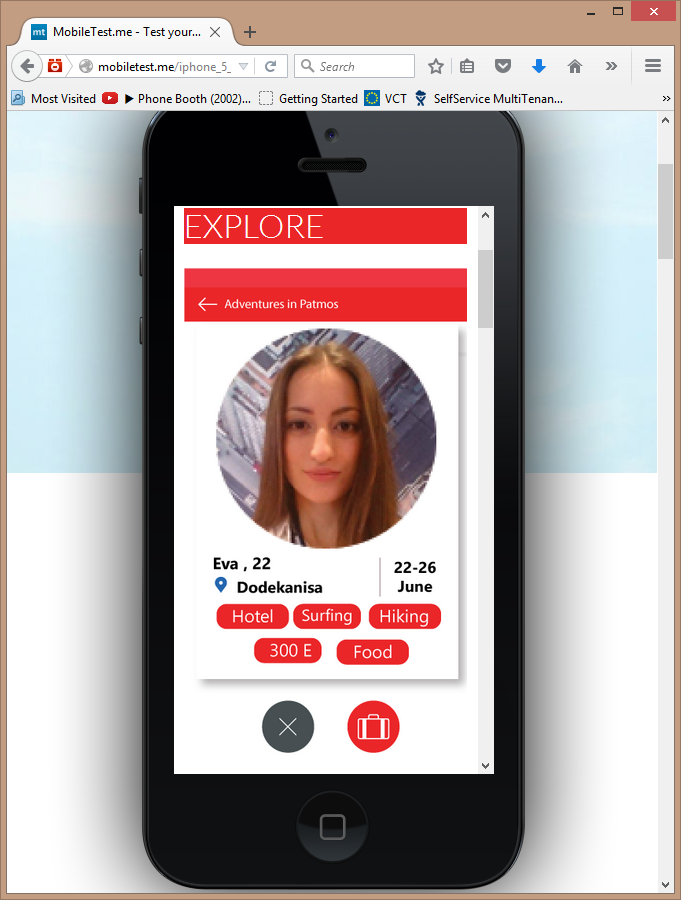 mt MobileTest.me - Test your...
mobiletest.me/iphone_5_
Search
Most Visited Phone Booth (2002)... Getting Started VCT SelfService MultiTenan...
EXPLORE
Adventures in Patmos
Eva , 22
Dodekanisa
22-26
June
Hotel Surfing Hiking
300 E Food